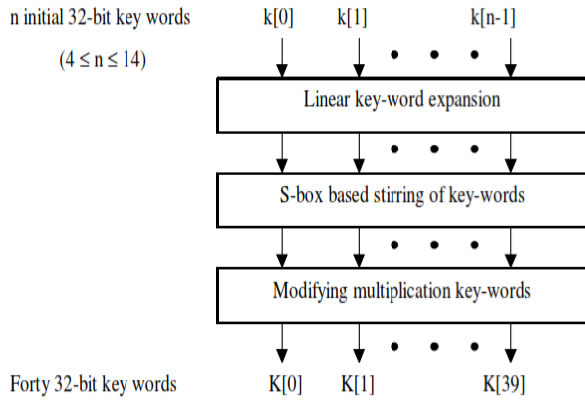 n initial 32-bit key words k[0] k[1] k[n-1]
(4 ≤ n ≤ 14)
Linear key-word expansion
S-box based stirring of key-words
Modifying multiplication key-words
Forty 32-bit key words K[0] K[1] K[39]